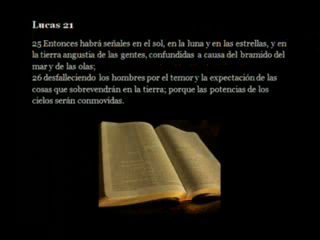 Lucas 21
25 Entonces habrá señales en el sol, en la luna y en las estrellas, y en
la tierra angustia de las gentes, confundidas a causa del bramido del
mar y de las olas;
26 desfalleciendo los hombres por el temor y la expectación de las
cosas que sobrevendrán en la tierra; porque las potencias de los
cielos serán conmovidas.